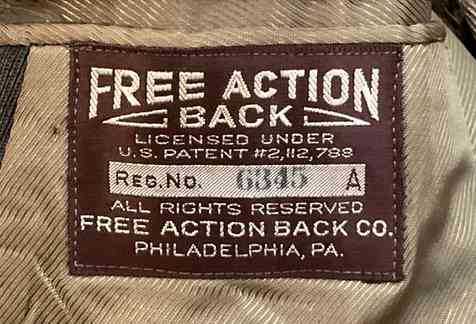 FREE ACTION
BACK
LICENSED UNDER
U.S. PATENT #2,112,788
REG. NO. 6345 A
ALL RIGHTS RESERVED
FREE ACTION BACK CO.
PHILADELPHIA, PA.